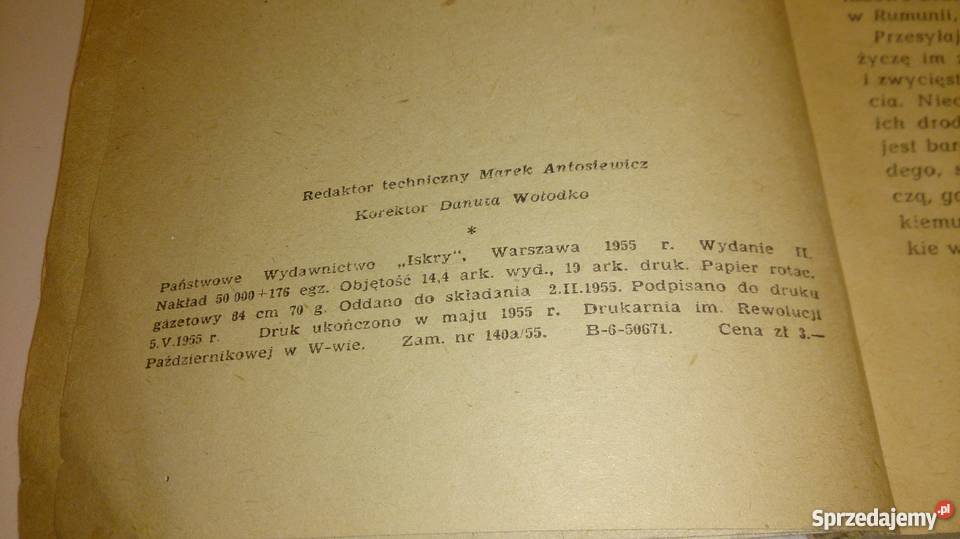 Redaktor techniczny Marek Antosiewicz
Korektor Danuta Wołodko
*
Państwowe Wydawnictwo „Iskry", Warszawa 1955 r. Wydanie II.
Nakład 50 000+176 egz. Objętość 14,4 ark. wyd., 19 ark. druk. Papier rotac.
gazetowy 84 cm 70 g. Oddano do składania 2.II.1955. Podpisano do druku
5.V.1955 r. Druk ukończono w maju 1955 r. Drukarnia im. Rewolucji
Październikowej w W-wie. Zam. nr 140a/55. B-6-50671. Cena zł 3.—
w Rumunii,
Przesyłaj
życzę im
i zwycięst
cia. Niec
ich drod
jest bar
dego, s
czą, go
kiemu
kie w
Sprzedajemy.pl